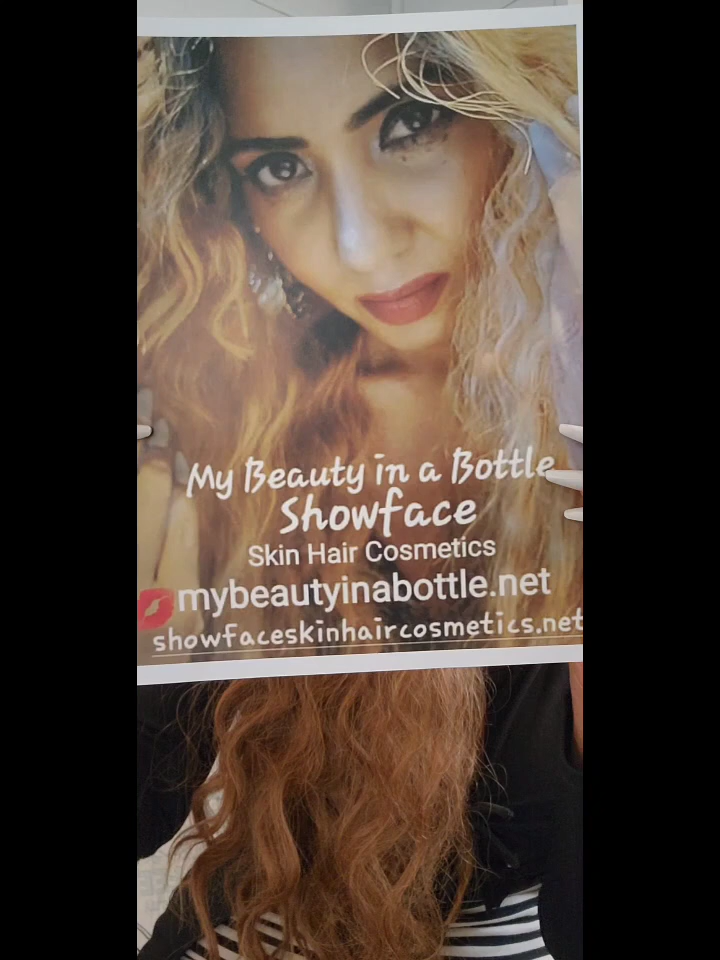 My Beauty in a Bottle
Showface
Skin Hair Cosmetics
mybeautyinabottle.net
showfaceskinhaircosmetics.net